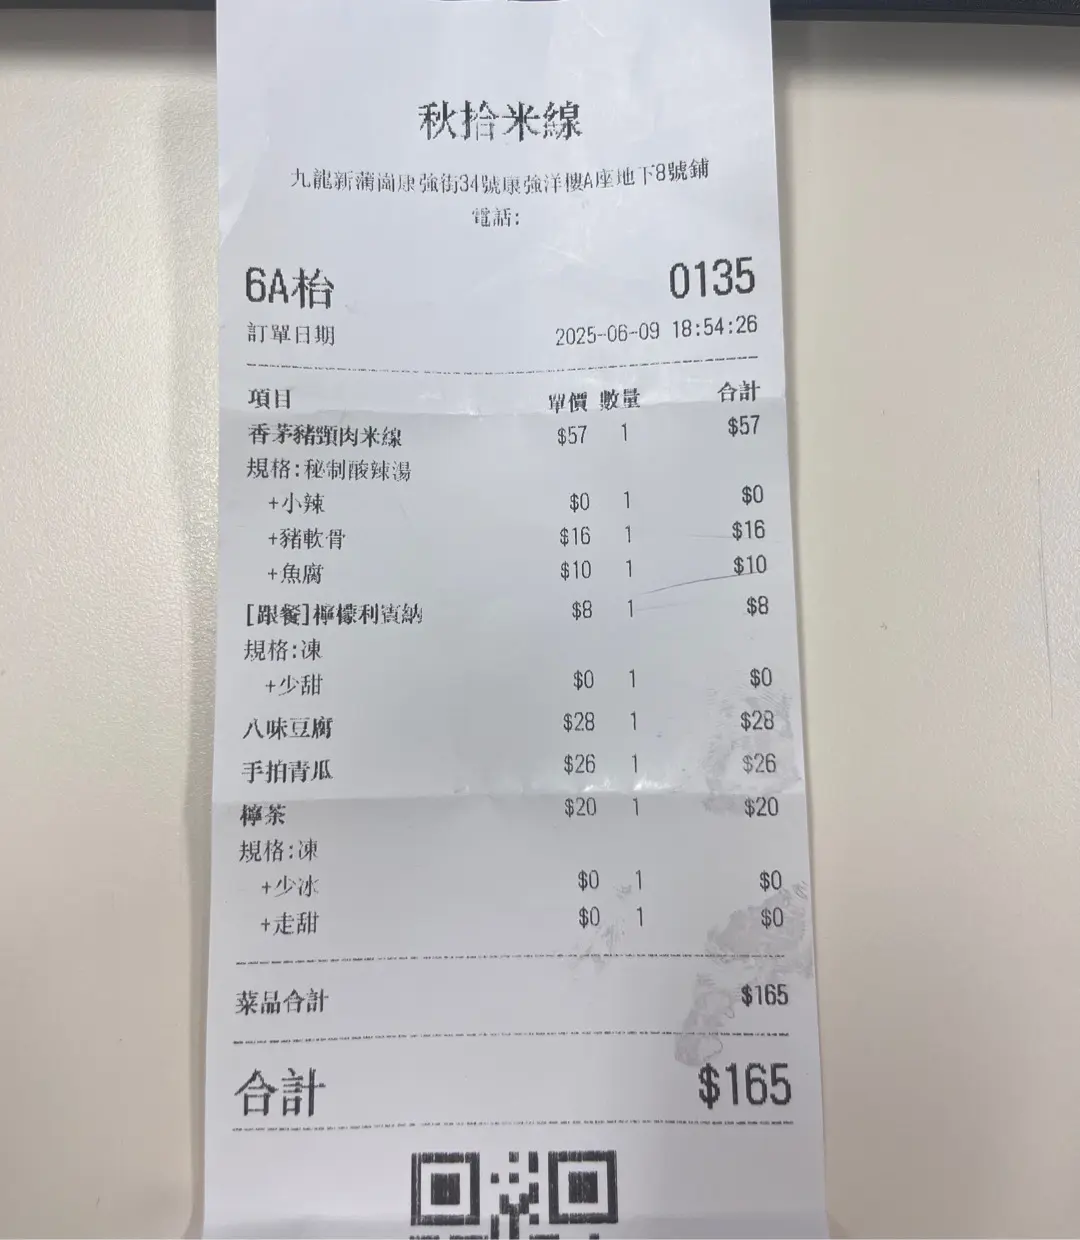 秋拾米線
九龍新蒲崗康強街34號康強洋樓A座地下8號鋪
電話:
6A枱 0135
訂單日期 2025-06-09 18:54:26
項目 單價 數量 合計
香茅豬頸肉米線 $57 1 $57
規格:秘制酸辣湯
+小辣 $0 1 $0
+豬軟骨 $16 1 $16
+魚腐 $10 1 $10
[跟餐]檸檬利賓納 $8 1 $8
規格:凍
+少甜 $0 1 $0
八味豆腐 $28 1 $28
手拍青瓜 $26 1 $26
檸茶 $20 1 $20
規格:凍
+少冰 $0 1 $0
+走甜 $0 1 $0
菜品合計 $165
合計 $165